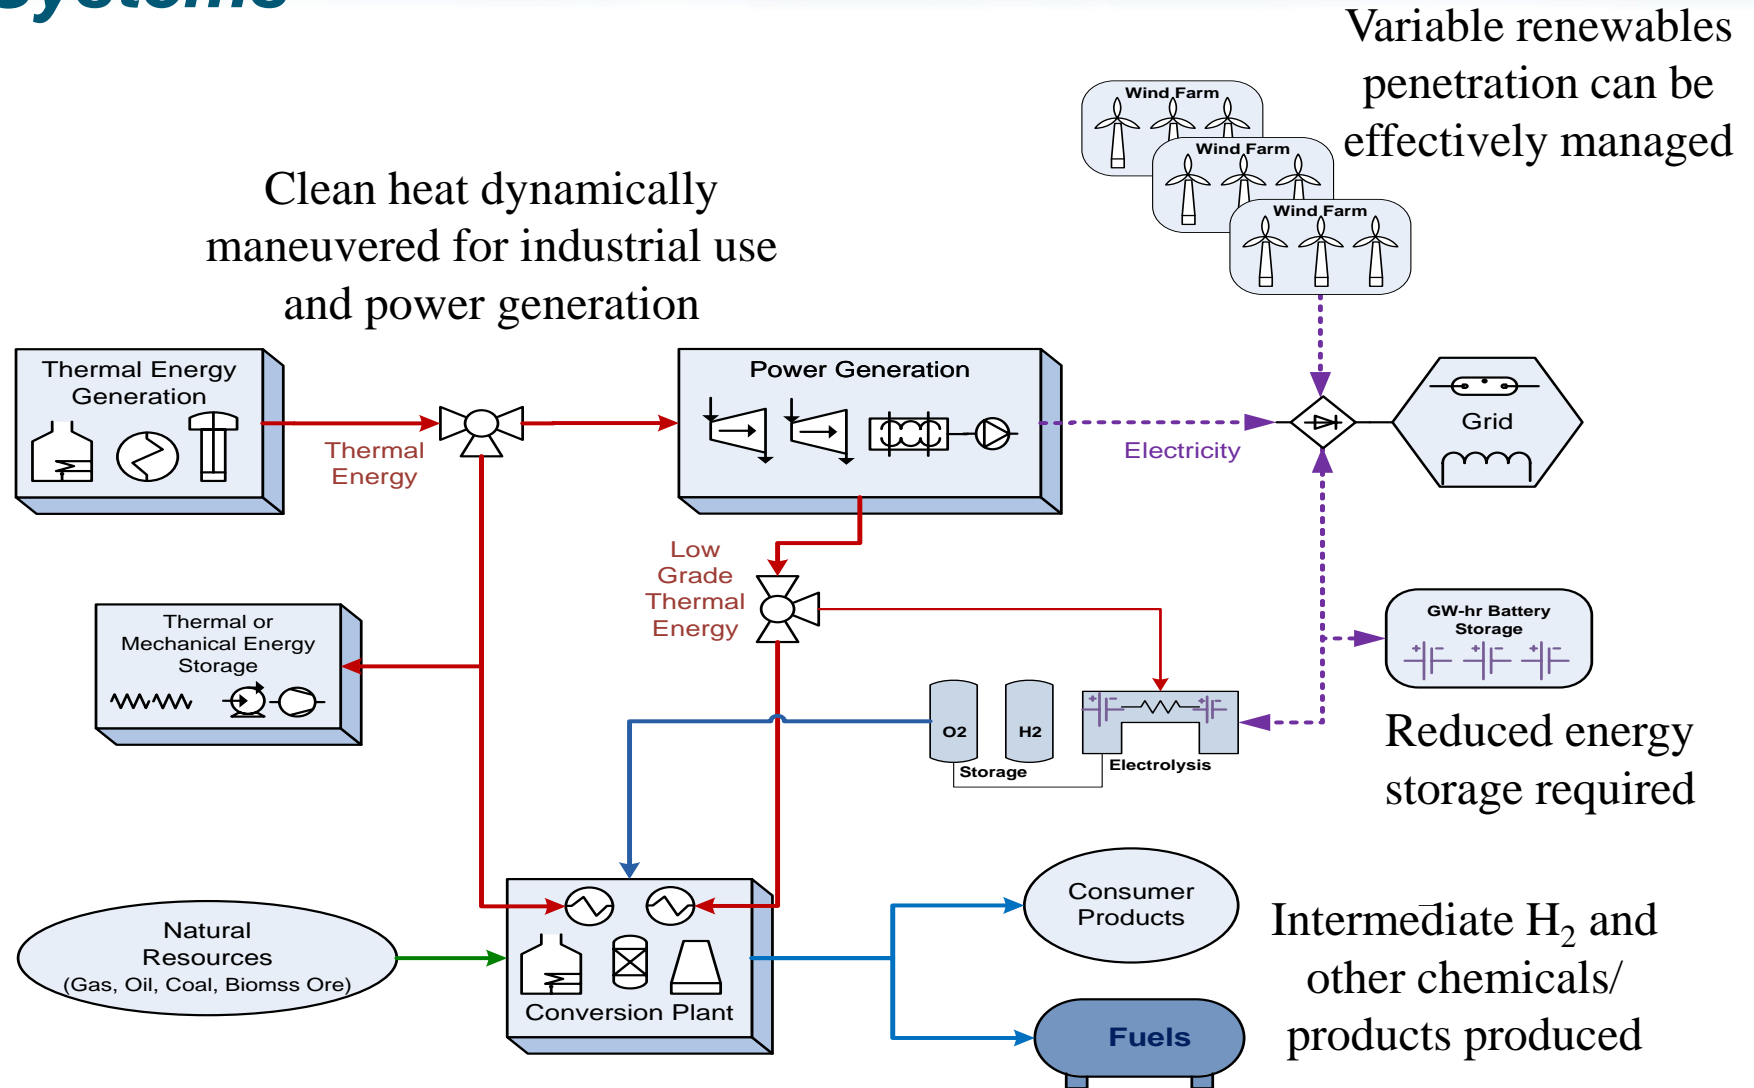 Systems
Variable renewables
penetration can be
effectively managed
Clean heat dynamically
maneuvered for industrial use
and power generation
Wind Farm
Wind Farm
Wind Farm
Thermal Energy
Generation
Thermal
Energy
Power Generation
Electricity
Grid
Low
Grade
Thermal
Energy
Thermal or
Mechanical Energy
Storage
GW-hr Battery
Storage
+ - + - + -
Reduced energy
storage required
O2
H2
Storage
+ - + -
Electrolysis
Natural
Resources
(Gas, Oil, Coal, Biomss Ore)
Conversion Plant
Consumer
Products
Fuels
Intermediate H₂ and
other chemicals/
products produced